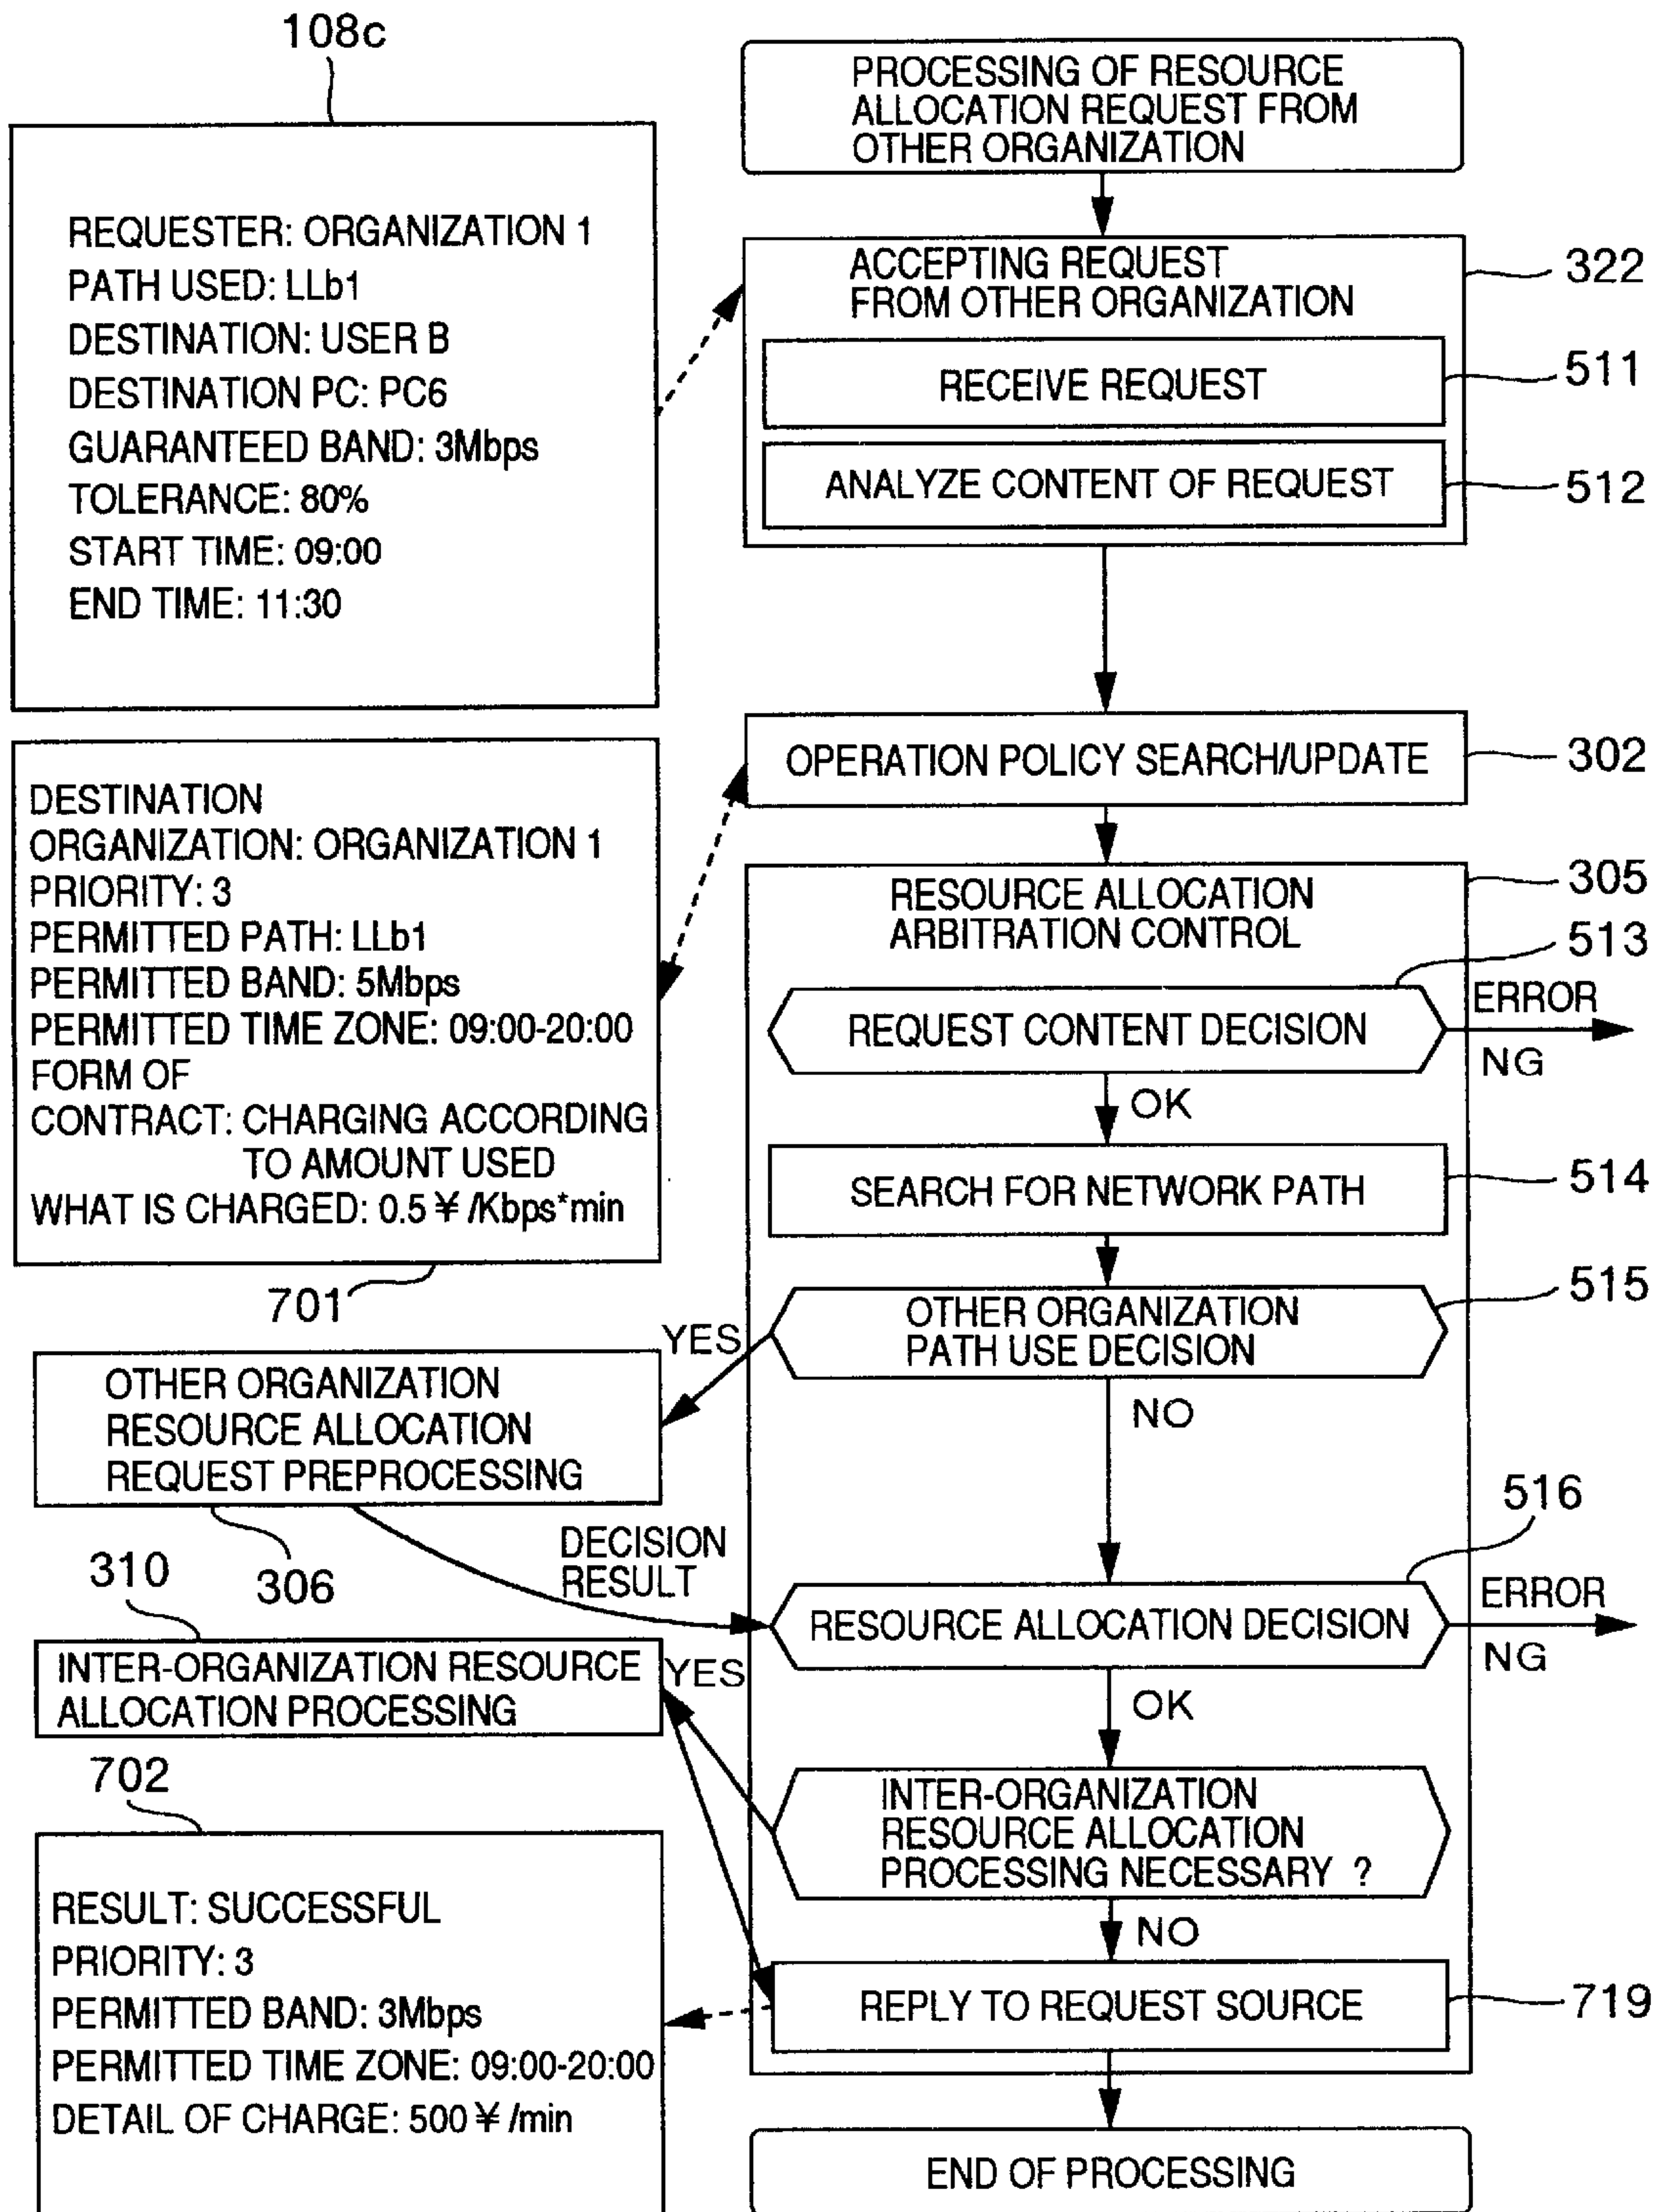 108c
REQUESTER: ORGANIZATION 1
PATH USED: LLb1
DESTINATION: USER B
DESTINATION PC: PC6
GUARANTEED BAND: 3Mbps
TOLERANCE: 80%
START TIME: 09:00
END TIME: 11:30
PROCESSING OF RESOURCE
ALLOCATION REQUEST FROM
OTHER ORGANIZATION
ACCEPTING REQUEST
FROM OTHER ORGANIZATION
322
RECEIVE REQUEST
511
ANALYZE CONTENT OF REQUEST
512
OPERATION POLICY SEARCH/UPDATE
302
DESTINATION
ORGANIZATION: ORGANIZATION 1
PRIORITY: 3
PERMITTED PATH: LLb1
PERMITTED BAND: 5Mbps
PERMITTED TIME ZONE: 09:00-20:00
FORM OF
CONTRACT: CHARGING ACCORDING
TO AMOUNT USED
WHAT IS CHARGED: 0.5 ¥ /Kbps*min
701
RESOURCE ALLOCATION
ARBITRATION CONTROL
305
513
REQUEST CONTENT DECISION
ERROR
NG
OK
SEARCH FOR NETWORK PATH
514
OTHER ORGANIZATION
PATH USE DECISION
515
YES
NO
OTHER ORGANIZATION
RESOURCE ALLOCATION
REQUEST PREPROCESSING
306
DECISION
RESULT
516
RESOURCE ALLOCATION DECISION
ERROR
NG
OK
310
INTER-ORGANIZATION RESOURCE
ALLOCATION PROCESSING
YES
INTER-ORGANIZATION
RESOURCE ALLOCATION
PROCESSING NECESSARY ?
NO
702
RESULT: SUCCESSFUL
PRIORITY: 3
PERMITTED BAND: 3Mbps
PERMITTED TIME ZONE: 09:00-20:00
DETAIL OF CHARGE: 500 ¥ /min
REPLY TO REQUEST SOURCE
719
END OF PROCESSING